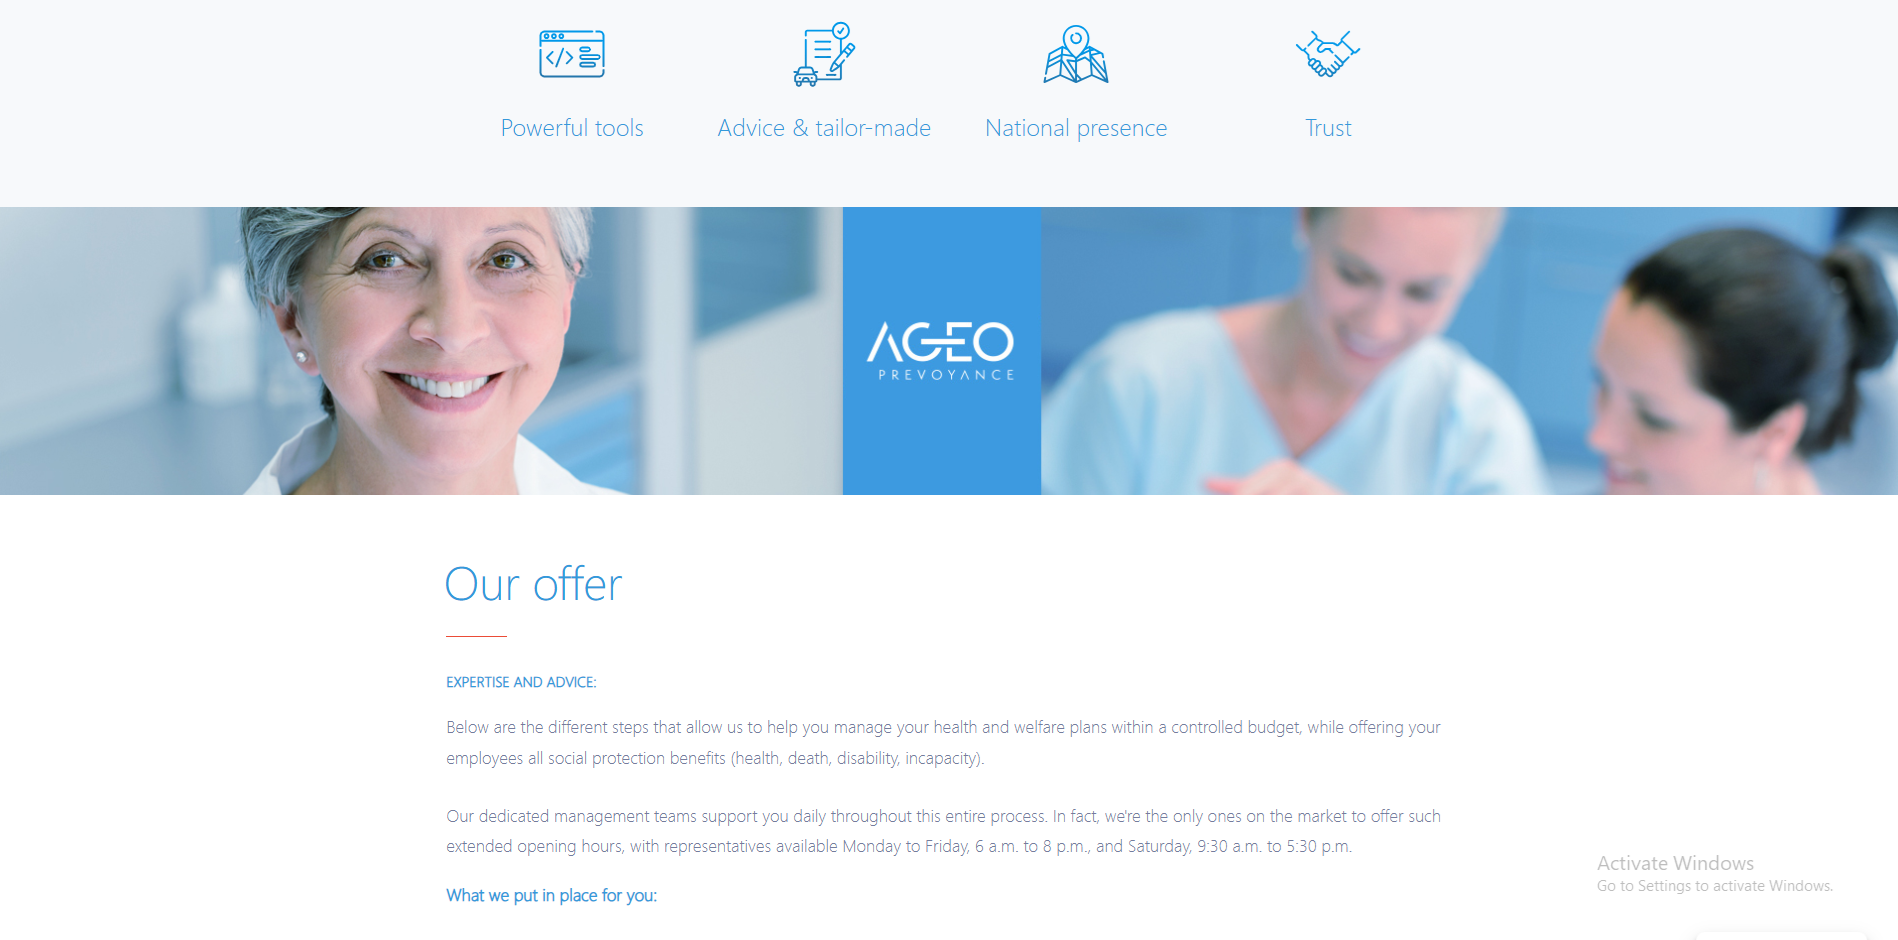 Powerful tools
Advice & tailor-made
National presence
Trust
AGEO
PREVOYANCE
Our offer
EXPERTISE AND ADVICE:
Below are the different steps that allow us to help you manage your health and welfare plans within a controlled budget, while offering your
employees all social protection benefits (health, death, disability, incapacity).
Our dedicated management teams support you daily throughout this entire process. In fact, we're the only ones on the market to offer such
extended opening hours, with representatives available Monday to Friday, 6 a.m. to 8 p.m., and Saturday, 9:30 a.m. to 5:30 p.m.
What we put in place for you:
Activate Windows
Go to Settings to activate Windows.